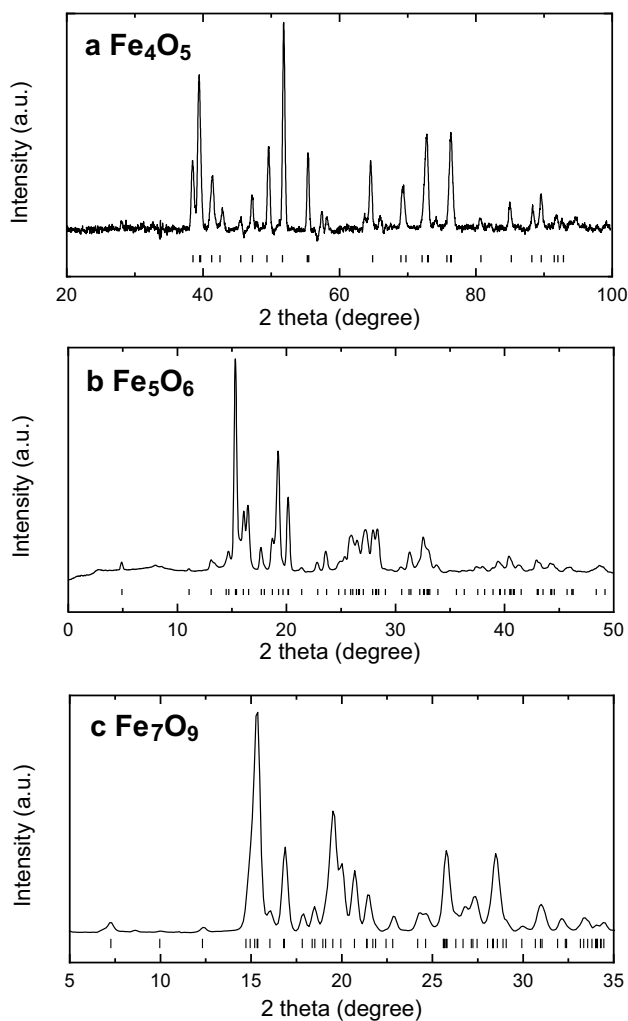 a Fe₄O₅
Intensity (a.u.)
20 40 60 80 100
2 theta (degree)
b Fe₅O₆
Intensity (a.u.)
0 10 20 30 40 50
2 theta (degree)
c Fe₇O₉
Intensity (a.u.)
5 10 15 20 25 30 35
2 theta (degree)